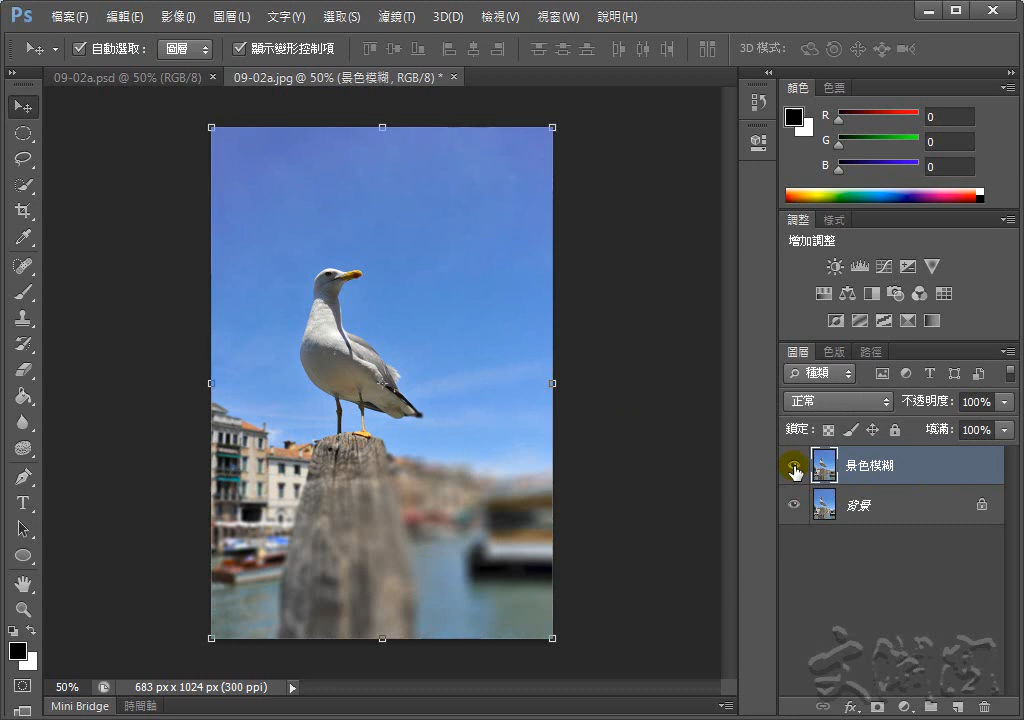 Ps 檔案(F) 編輯(E) 影像(I) 圖層(L) 文字(Y) 選取(S) 濾鏡(T) 3D(D) 檢視(V) 視窗(W) 說明(H)
自動選取： 圖層 顯示變形控制項 3D 模式：
09-02a.psd @ 50% (RGB/8) × 09-02a.jpg @ 50% (景色模糊, RGB/8) * ×
顏色 色票
R 0
G 0
B 0
調整 樣式
增加調整
圖層 色版 路徑
種類
正常 不透明度： 100%
鎖定： 填滿： 100%
景色模糊
背景
50% 683 px x 1024 px (300 ppi)
Mini Bridge 時間軸
fx